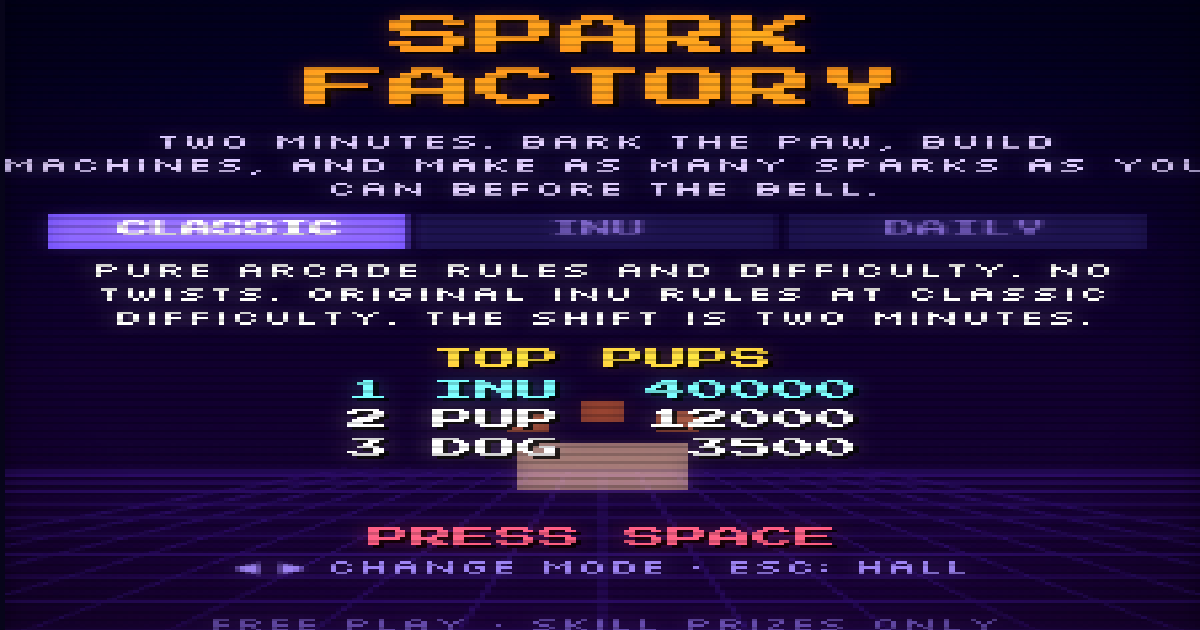 SPARK
FACTORY
TWO MINUTES. BARK THE PAW, BUILD
MACHINES, AND MAKE AS MANY SPARKS AS YOU
CAN BEFORE THE BELL.
CLASSIC INU DAILY
PURE ARCADE RULES AND DIFFICULTY. NO
TWISTS. ORIGINAL INU RULES AT CLASSIC
DIFFICULTY. THE SHIFT IS TWO MINUTES.
TOP PUPS
1 INU 40000
2 PUP 12000
3 DOG 3500
PRESS SPACE
◄ ► CHANGE MODE · ESC: HALL
FREE PLAY · SKILL PRIZES ONLY